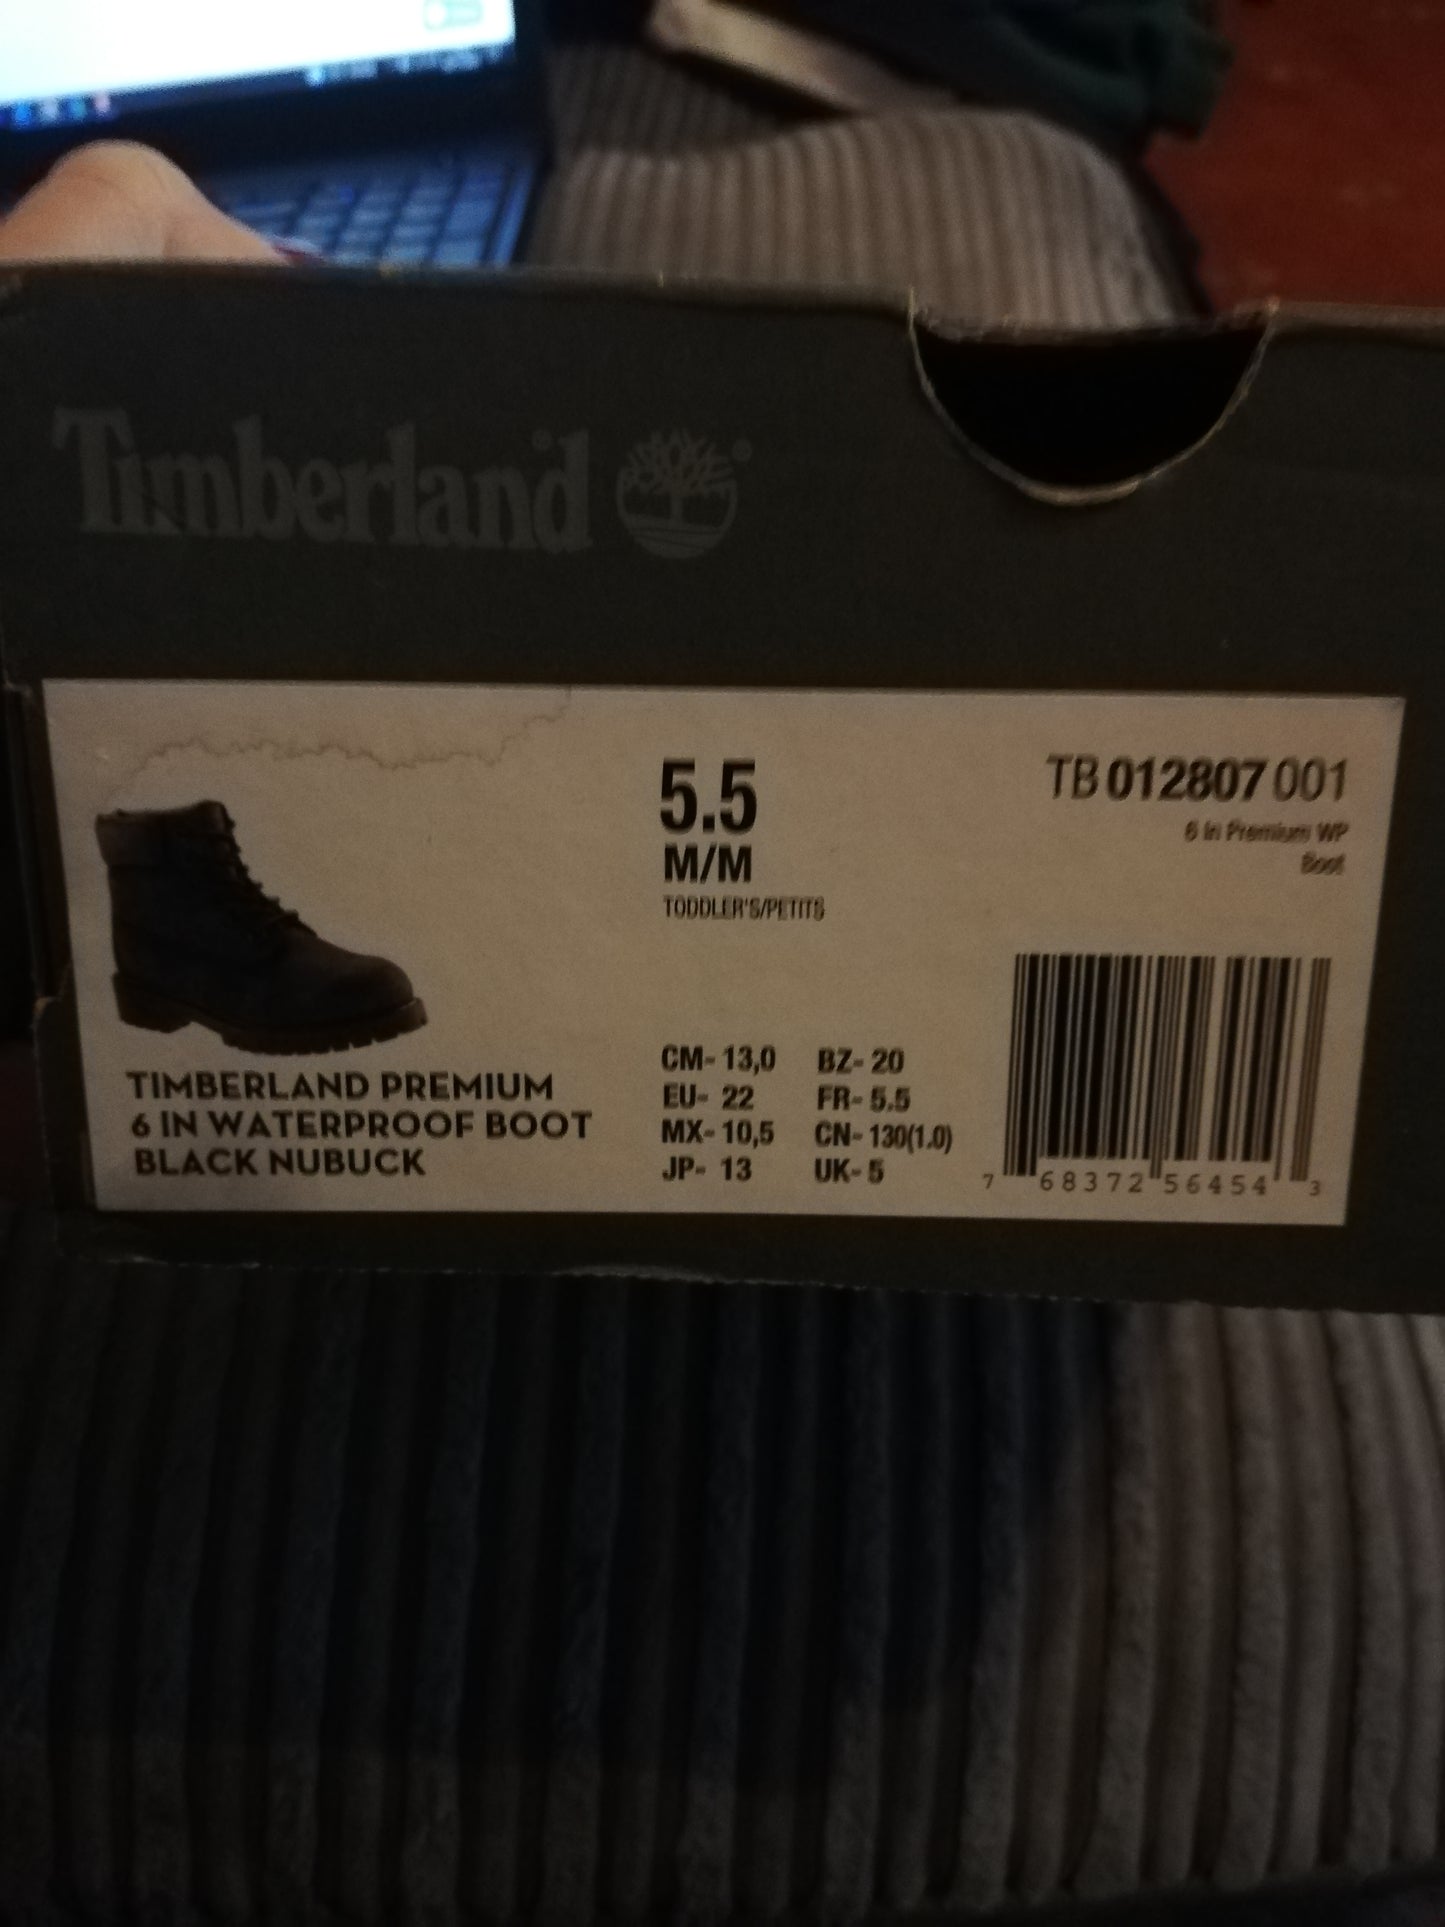 Timberland
5.5
M/M
TODDLER'S/PETITS
TB 012807 001
6 In Premium WP
Boot
TIMBERLAND PREMIUM
6 IN WATERPROOF BOOT
BLACK NUBUCK
CM- 13,0 BZ- 20
EU- 22 FR- 5.5
MX- 10,5 CN- 130(1.0)
JP- 13 UK- 5
7 68372 56454 3